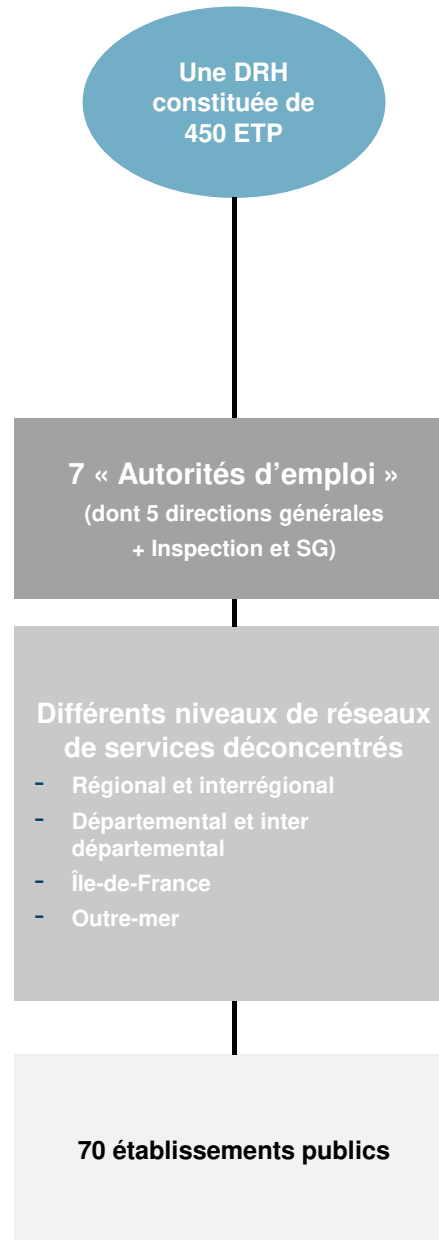 Une DRH
constituée de
450 ETP
7 « Autorités d’emploi »
(dont 5 directions générales
+ Inspection et SG)
Différents niveaux de réseaux
de services déconcentrés
- Régional et interrégional
- Départemental et inter
départemental
- Île-de-France
- Outre-mer
70 établissements publics